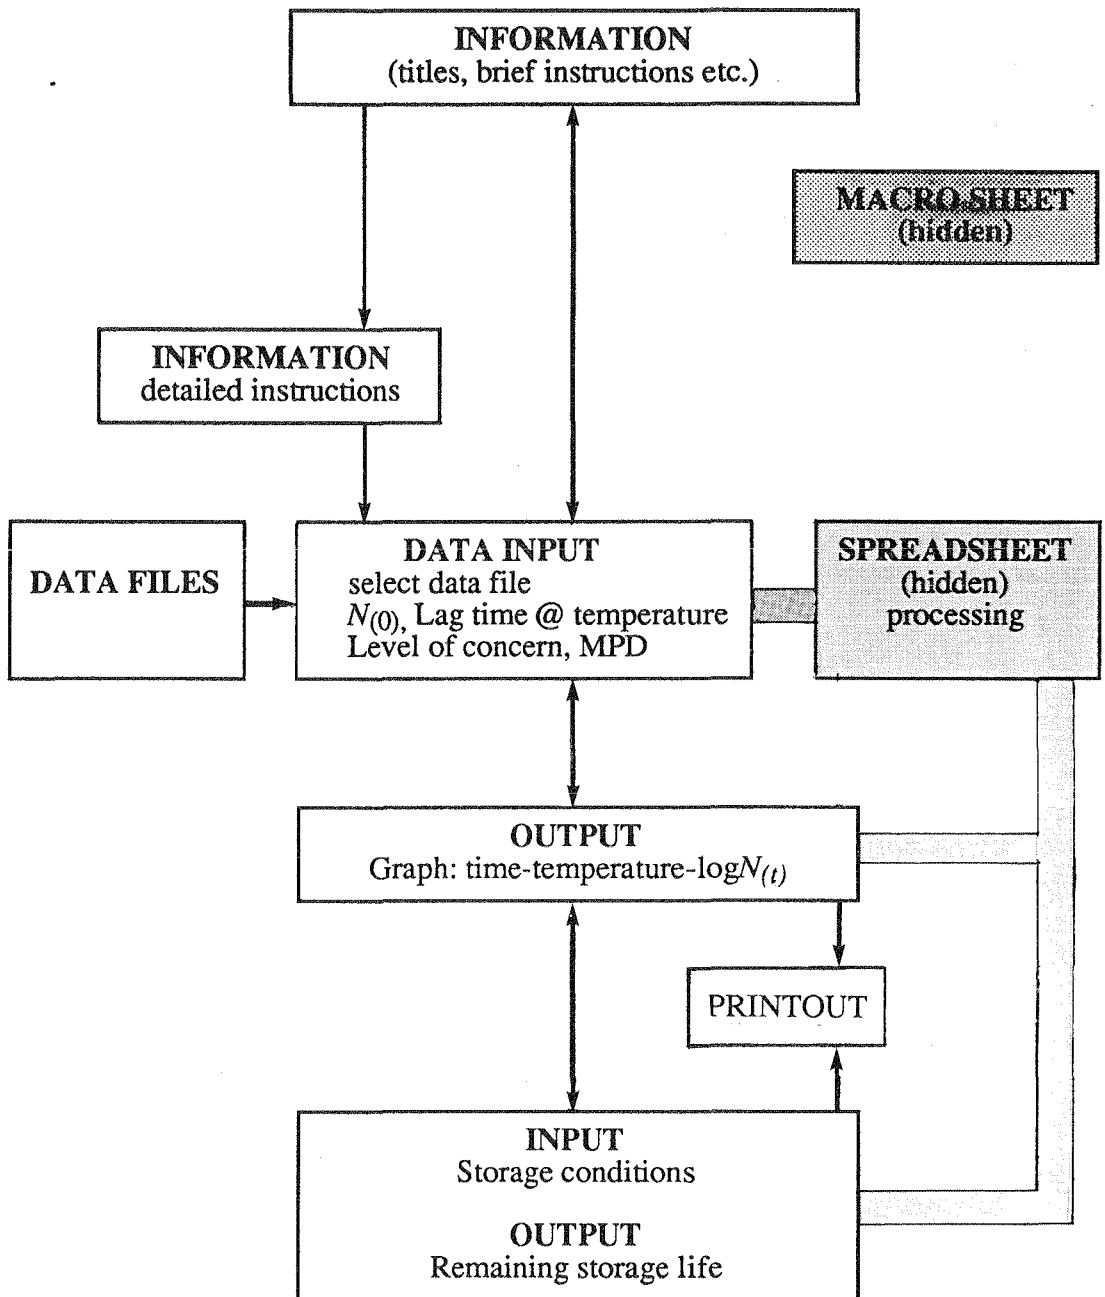 INFORMATION
(titles, brief instructions etc.)
MACRO SHEET
(hidden)
INFORMATION
detailed instructions
DATA FILES
DATA INPUT
select data file
N(0), Lag time @ temperature
Level of concern, MPD
SPREADSHEET
(hidden)
processing
OUTPUT
Graph: time-temperature-logN(t)
PRINTOUT
INPUT
Storage conditions
OUTPUT
Remaining storage life